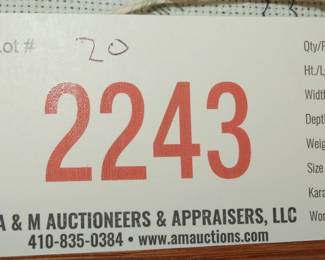 Lot # 20
2243
A & M AUCTIONEERS & APPRAISERS, LLC
410-835-0384 • www.amauctions.com
Qty/P
Ht./L
Width
Depth
Weig
Size
Kara
Wor